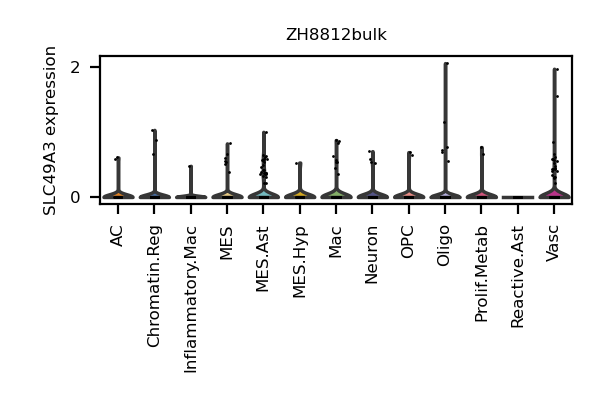 ZH8812bulk
SLC49A3 expression
2
0
AC
Chromatin.Reg
Inflammatory.Mac
MES
MES.Ast
MES.Hyp
Mac
Neuron
OPC
Oligo
Prolif.Metab
Reactive.Ast
Vasc